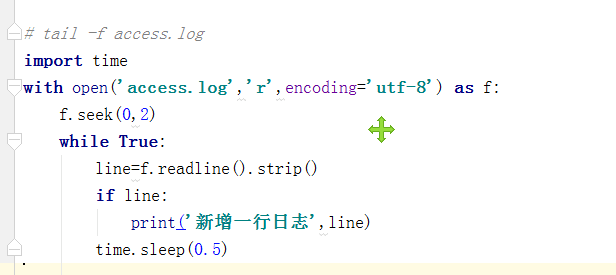 # tail -f access.log
import time
with open('access.log','r',encoding='utf-8') as f:
    f.seek(0,2)
    while True:
        line=f.readline().strip()
        if line:
            print('新增一行日志',line)
        time.sleep(0.5)